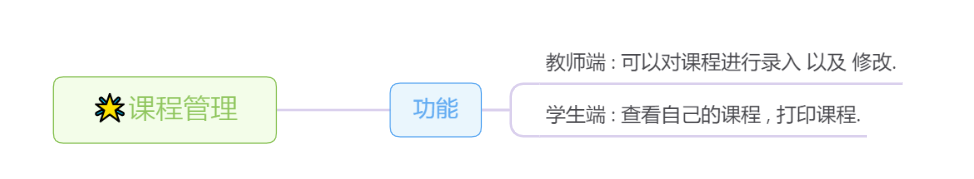 课程管理
功能
教师端 : 可以对课程进行录入 以及 修改.
学生端 : 查看自己的课程 , 打印课程.